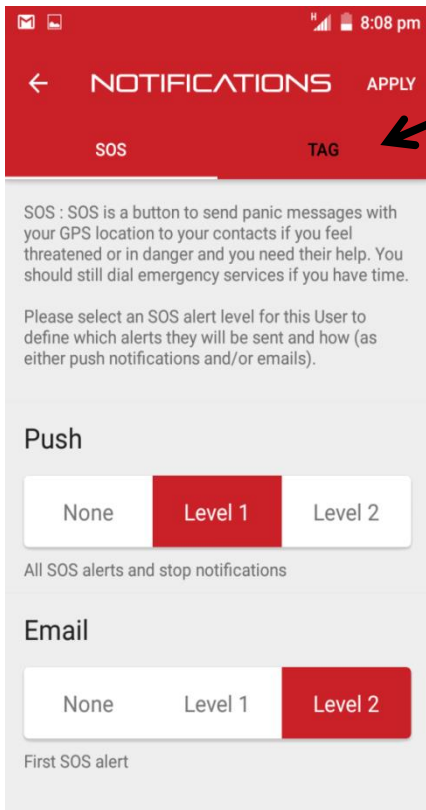 H 8:08 pm
NOTIFICATIONS APPLY
SOS TAG
SOS : SOS is a button to send panic messages with
your GPS location to your contacts if you feel
threatened or in danger and you need their help. You
should still dial emergency services if you have time.
Please select an SOS alert level for this User to
define which alerts they will be sent and how (as
either push notifications and/or emails).
Push
None Level 1 Level 2
All SOS alerts and stop notifications
Email
None Level 1 Level 2
First SOS alert